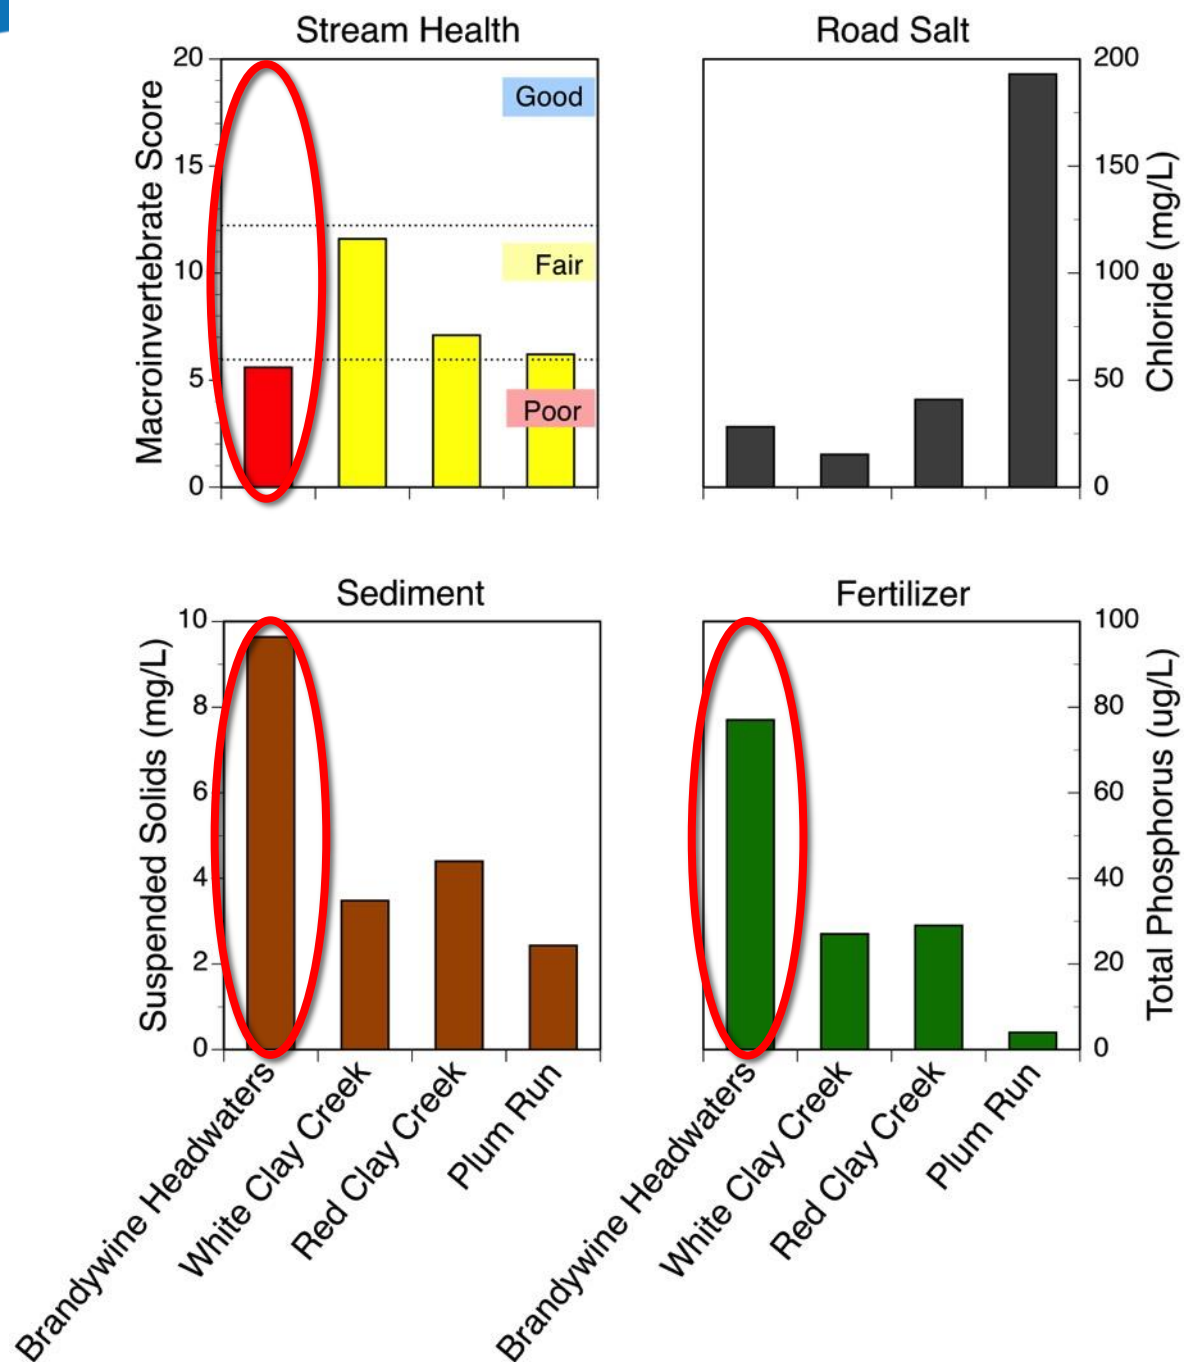 Stream Health
Macroinvertebrate Score
20
15
10
5
0
Good
Fair
Poor
Road Salt
200
150
100
50
0
Chloride (mg/L)
Sediment
Suspended Solids (mg/L)
10
8
6
4
2
0
Brandywine Headwaters
White Clay Creek
Red Clay Creek
Plum Run
Fertilizer
100
80
60
40
20
0
Total Phosphorus (ug/L)
Brandywine Headwaters
White Clay Creek
Red Clay Creek
Plum Run